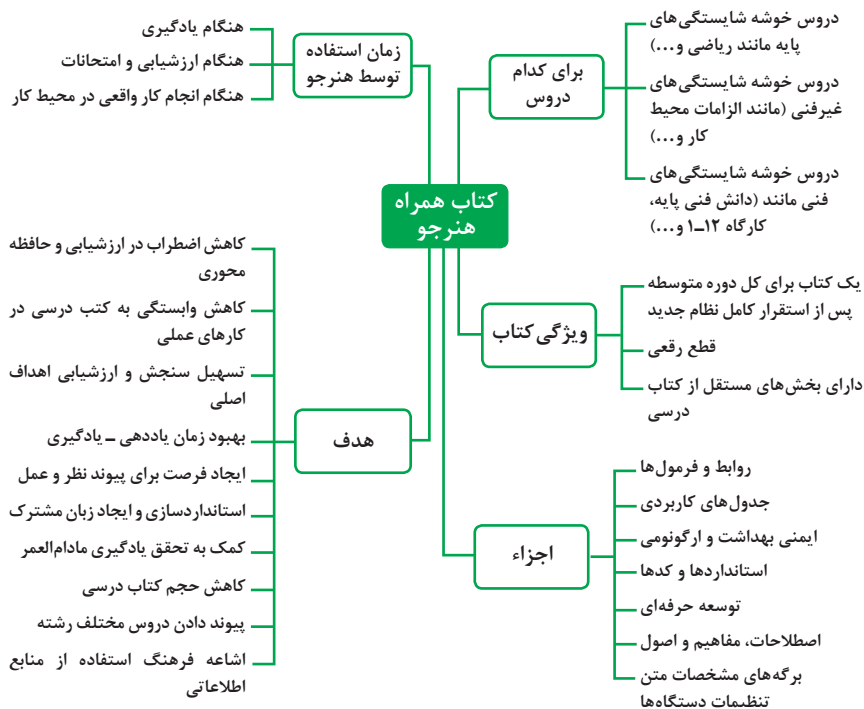 کتاب همراه
هنرجو
برای کدام
دروس
دروس خوشه شایستگی‌های
پایه مانند ریاضی و...)
دروس خوشه شایستگی‌های
غیرفنی (مانند الزامات محیط
کار و...)
دروس خوشه شایستگی‌های
فنی مانند (دانش فنی پایه،
کارگاه ۱۲ـ۱ و...)
ویژگی کتاب
یک کتاب برای کل دوره متوسطه
پس از استقرار کامل نظام جدید
قطع رقعی
دارای بخش‌های مستقل از کتاب
درسی
اجزاء
روابط و فرمول‌ها
جدول‌های کاربردی
ایمنی بهداشت و ارگونومی
استانداردها و کدها
توسعه حرفه‌ای
اصطلاحات، مفاهیم و اصول
برگه‌های مشخصات متن
تنظیمات دستگاه‌ها
زمان استفاده
توسط هنرجو
هنگام یادگیری
هنگام ارزشیابی و امتحانات
هنگام انجام کار واقعی در محیط کار
هدف
کاهش اضطراب در ارزشیابی و حافظه
محوری
کاهش وابستگی به کتب درسی در
کارهای عملی
تسهیل سنجش و ارزشیابی اهداف
اصلی
بهبود زمان یاددهی ـ یادگیری
ایجاد فرصت برای پیوند نظر و عمل
استانداردسازی و ایجاد زبان مشترک
کمک به تحقق یادگیری مادام‌العمر
کاهش حجم کتاب درسی
پیوند دادن دروس مختلف رشته
اشاعه فرهنگ استفاده از منابع
اطلاعاتی